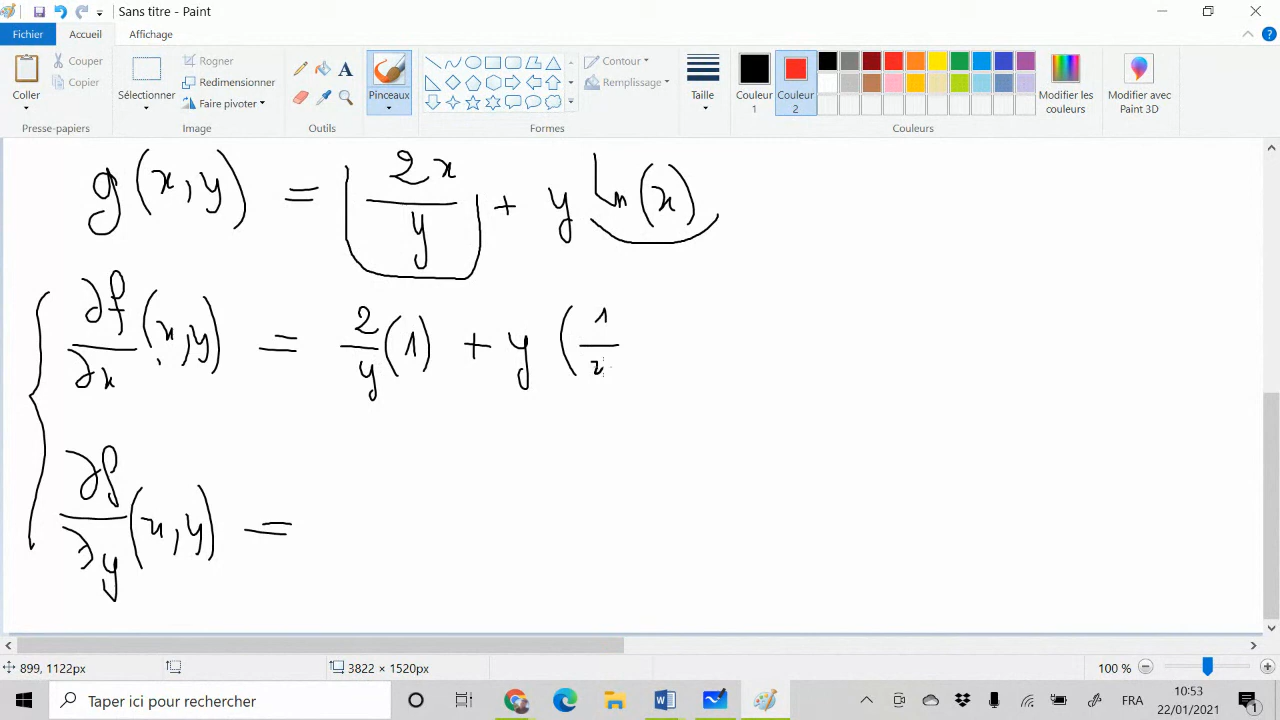 Sans titre - Paint
Fichier Accueil Affichage
Coller Couper Copier Presse-papiers
Sélectionner Rogner Redimensionner Faire pivoter Image
Outils
Pinceaux
Contour Remplissage Formes
Taille
Couleur 1 Couleur 2 Modifier les couleurs Couleurs
Modifier avec Paint 3D
g(x,y) = 2x/y + y ln(x)
∂f/∂x (x,y) = 2/y (1) + y (1/x
∂f/∂y (x,y) =
899, 1122px 3822 × 1520px 100 %
Taper ici pour rechercher FRA 10:53 22/01/2021 1